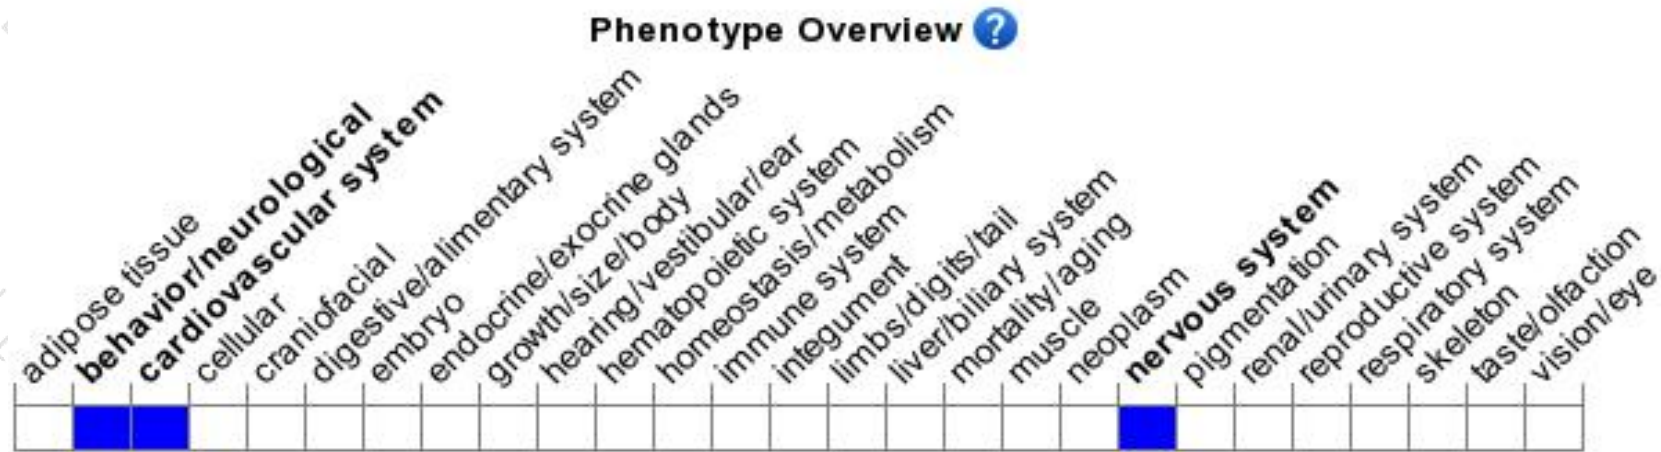 Phenotype Overview ?
adipose tissue
behavior/neurological
cardiovascular system
cellular
craniofacial
digestive/alimentary system
embryo
endocrine/exocrine glands
growth/size/body
hearing/vestibular/ear
hematopoietic system
homeostasis/metabolism
immune system
integument
limbs/digits/tail
liver/biliary system
mortality/aging
muscle
neoplasm
nervous system
pigmentation
renal/urinary system
reproductive system
respiratory system
skeleton
taste/olfaction
vision/eye